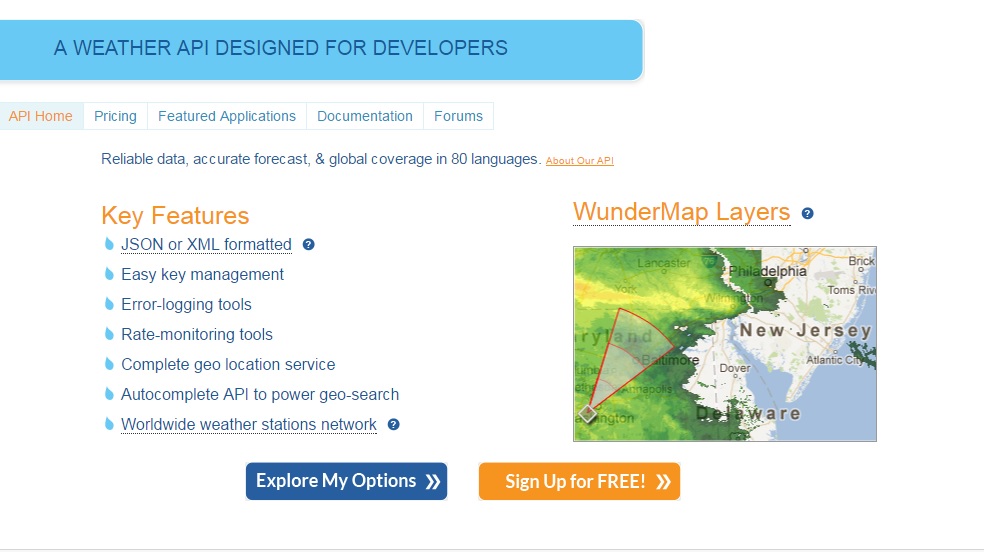 A WEATHER API DESIGNED FOR DEVELOPERS
API Home Pricing Featured Applications Documentation Forums
Reliable data, accurate forecast, & global coverage in 80 languages. About Our API
Key Features
JSON or XML formatted ?
Easy key management
Error-logging tools
Rate-monitoring tools
Complete geo location service
Autocomplete API to power geo-search
Worldwide weather stations network ?
WunderMap Layers ?
Lancaster
Philadelphia
Brick
York
Wilmington
Toms Riv
New Jersey
ryland
Baltimore
Atlantic City
Dover
Annapolis
Delaware
Explore My Options »
Sign Up for FREE! »